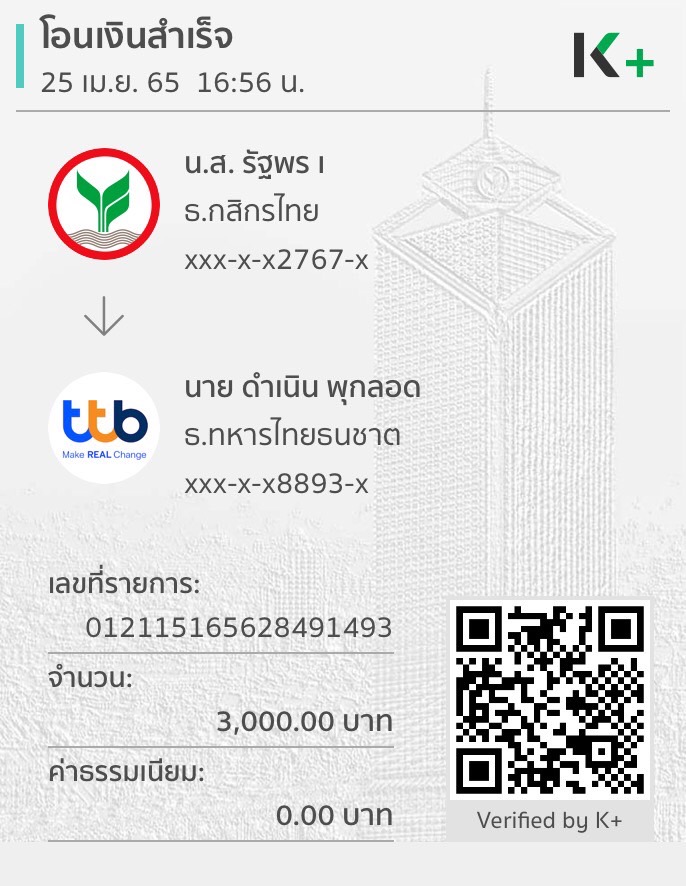 โอนเงินสำเร็จ
25 เม.ย. 65 16:56 น.
K+
น.ส. รัฐพร เ
ธ.กสิกรไทย
xxx-x-x2767-x
นาย ดำเนิน พุกลอด
ttb
ธ.ทหารไทยธนชาต
Make REAL Change
xxx-x-x8893-x
เลขที่รายการ:
012115165628491493
จำนวน:
3,000.00 บาท
ค่าธรรมเนียม:
0.00 บาท
Verified by K+